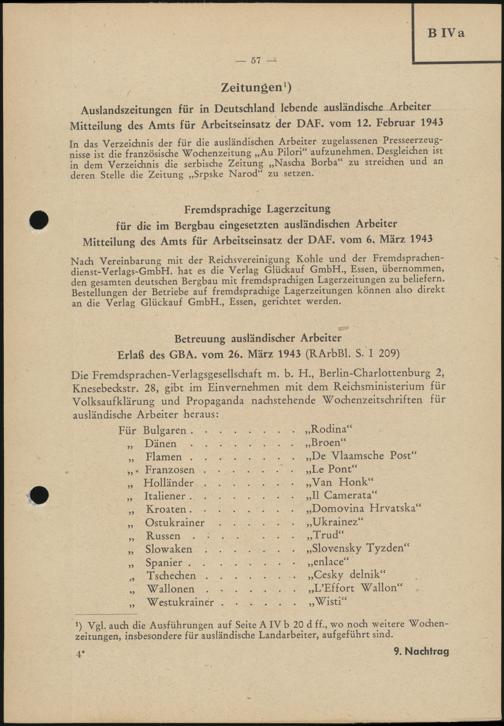 B IVa
— 57 —
Zeitungen¹)
Auslandszeitungen für in Deutschland lebende ausländische Arbeiter
Mitteilung des Amts für Arbeitseinsatz der DAF. vom 12. Februar 1943
In das Verzeichnis der für die ausländischen Arbeiter zugelassenen Presseerzeug-
nisse ist die französische Wochenzeitung „Au Pilori“ aufzunehmen. Desgleichen ist
in dem Verzeichnis die serbische Zeitung „Nascha Borba“ zu streichen und an
deren Stelle die Zeitung „Srpske Narod“ zu setzen.
Fremdsprachige Lagerzeitung
für die im Bergbau eingesetzten ausländischen Arbeiter
Mitteilung des Amts für Arbeitseinsatz der DAF. vom 6. März 1943
Nach Vereinbarung mit der Reichsvereinigung Kohle und der Fremdsprachen-
dienst-Verlags-GmbH. hat es die Verlag Glückauf GmbH., Essen, übernommen,
den gesamten deutschen Bergbau mit fremdsprachigen Lagerzeitungen zu beliefern.
Bestellungen der Betriebe auf fremdsprachige Lagerzeitungen können also direkt
an die Verlag Glückauf GmbH., Essen, gerichtet werden.
Betreuung ausländischer Arbeiter
Erlaß des GBA. vom 26. März 1943 (RArbBl. S. I 209)
Die Fremdsprachen-Verlagsgesellschaft m. b. H., Berlin-Charlottenburg 2,
Knesebeckstr. 28, gibt im Einvernehmen mit dem Reichsministerium für
Volksaufklärung und Propaganda nachstehende Wochenzeitschriften für
ausländische Arbeiter heraus:
Für Bulgaren . . . . . . . . „Rodina“
„ Dänen . . . . . . . . „Broen“
„ Flamen . . . . . . . . „De Vlaamsche Post“
„ Franzosen . . . . . . . „Le Pont“
„ Holländer . . . . . . . „Van Honk“
„ Italiener . . . . . . . . „Il Camerata“
„ Kroaten . . . . . . . . „Domovina Hrvatska“
„ Ostukrainer . . . . . . „Ukrainez“
„ Russen . . . . . . . . „Trud“
„ Slowaken . . . . . . . „Slovensky Tyzden“
„ Spanier . . . . . . . . „enlace“
„ Tschechen . . . . . . . „Cesky delnik“
„ Wallonen . . . . . . . „L'Effort Wallon“
„ Westukrainer . . . . . . „Wisti“
¹) Vgl. auch die Ausführungen auf Seite A IV b 20 d ff., wo noch weitere Wochen-
zeitungen, insbesondere für ausländische Landarbeiter, aufgeführt sind.
4*
9. Nachtrag